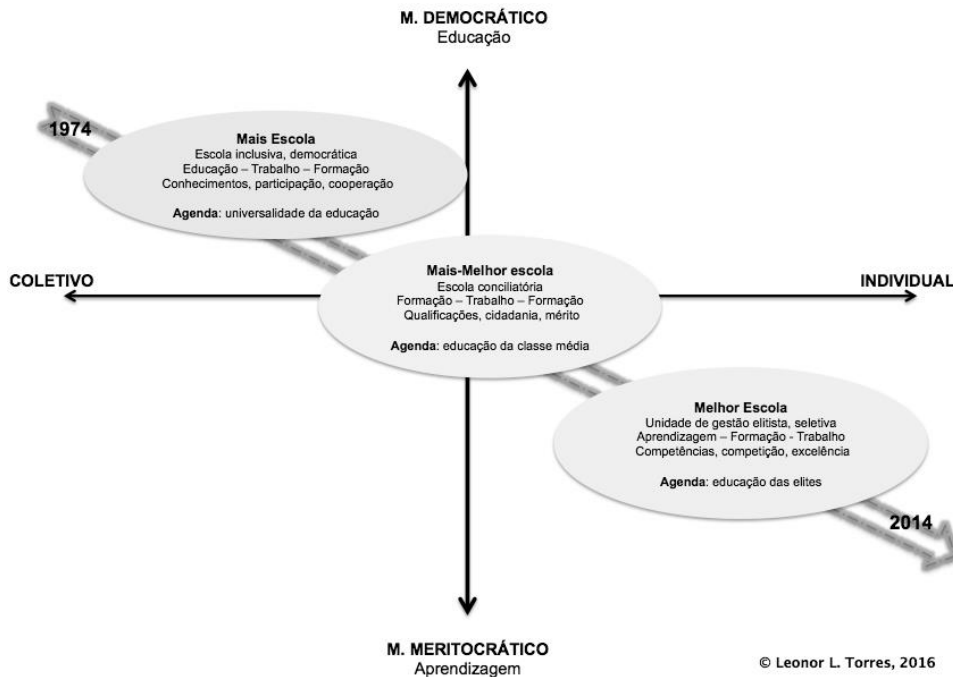 M. DEMOCRÁTICO
Educação
1974
Mais Escola
Escola inclusiva, democrática
Educação – Trabalho – Formação
Conhecimentos, participação, cooperação
Agenda: universalidade da educação
COLETIVO
INDIVIDUAL
Mais-Melhor escola
Escola conciliatória
Formação – Trabalho – Formação
Qualificações, cidadania, mérito
Agenda: educação da classe média
Melhor Escola
Unidade de gestão elitista, seletiva
Aprendizagem – Formação - Trabalho
Competências, competição, excelência
Agenda: educação das elites
2014
M. MERITOCRÁTICO
Aprendizagem
© Leonor L. Torres, 2016